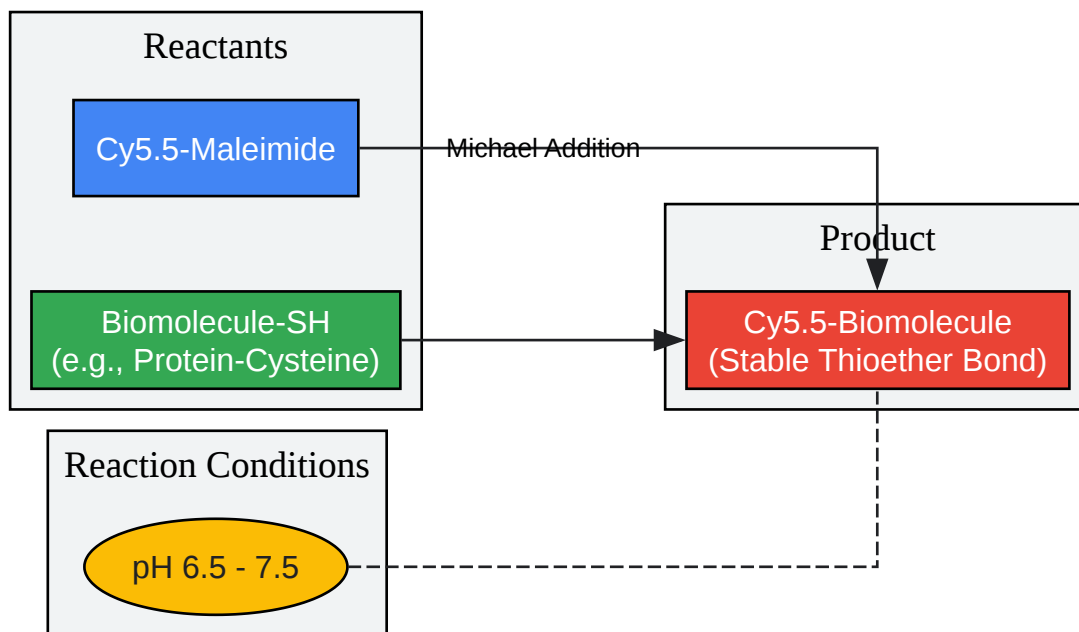 Reactants
Cy5.5-Maleimide
Michael Addition
Biomolecule-SH
(e.g., Protein-Cysteine)
Product
Cy5.5-Biomolecule
(Stable Thioether Bond)
Reaction Conditions
pH 6.5 - 7.5